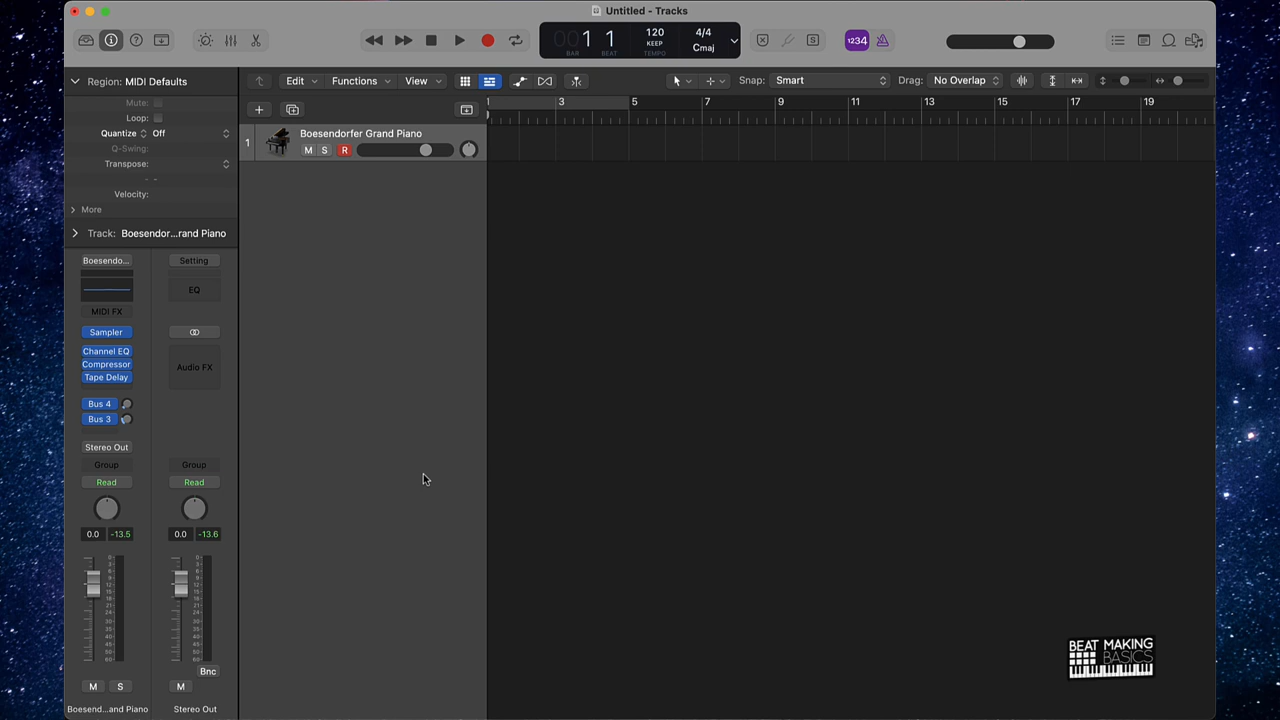 Untitled - Tracks
001 1
BAR BEAT
120
KEEP
TEMPO
4/4
Cmaj
1234
Region: MIDI Defaults
Mute:
Loop:
Quantize Off
Q-Swing:
Transpose:
Velocity:
More
Track: Boesendor...rand Piano
Edit Functions View
Snap: Smart
Drag: No Overlap
1 3 5 7 9 11 13 15 17 19
1
Boesendorfer Grand Piano
M S R
Boesendo... Setting
EQ
MIDI FX
Sampler
Channel EQ
Compressor
Tape Delay
Audio FX
Bus 4
Bus 3
Stereo Out
Group Group
Read Read
0.0 -13.5 0.0 -13.6
Bnc
M S M
Boesend...and Piano Stereo Out
BEAT MAKING
BASICS